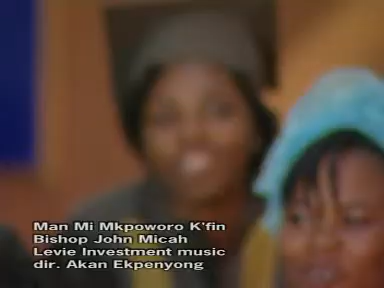 Man Mi Mkpoworo K'fin
Bishop John Micah
Levie Investment music
dir. Akan Ekpenyong